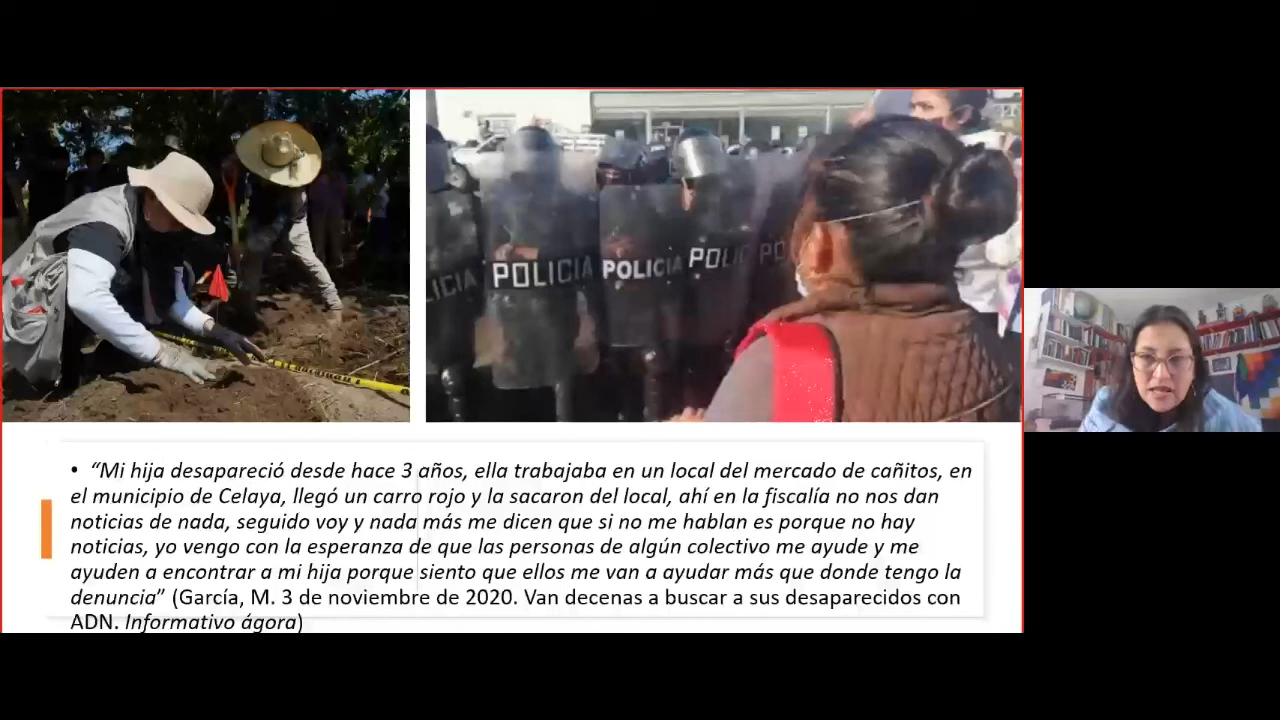 LICIA POLICIA POLICIA POLIC PO
• “Mi hija desapareció desde hace 3 años, ella trabajaba en un local del mercado de cañitos, en
el municipio de Celaya, llegó un carro rojo y la sacaron del local, ahí en la fiscalía no nos dan
noticias de nada, seguido voy y nada más me dicen que si no me hablan es porque no hay
noticias, yo vengo con la esperanza de que las personas de algún colectivo me ayude y me
ayuden a encontrar a mi hija porque siento que ellos me van a ayudar más que donde tengo la
denuncia” (García, M. 3 de noviembre de 2020. Van decenas a buscar a sus desaparecidos con
ADN. Informativo ágora)